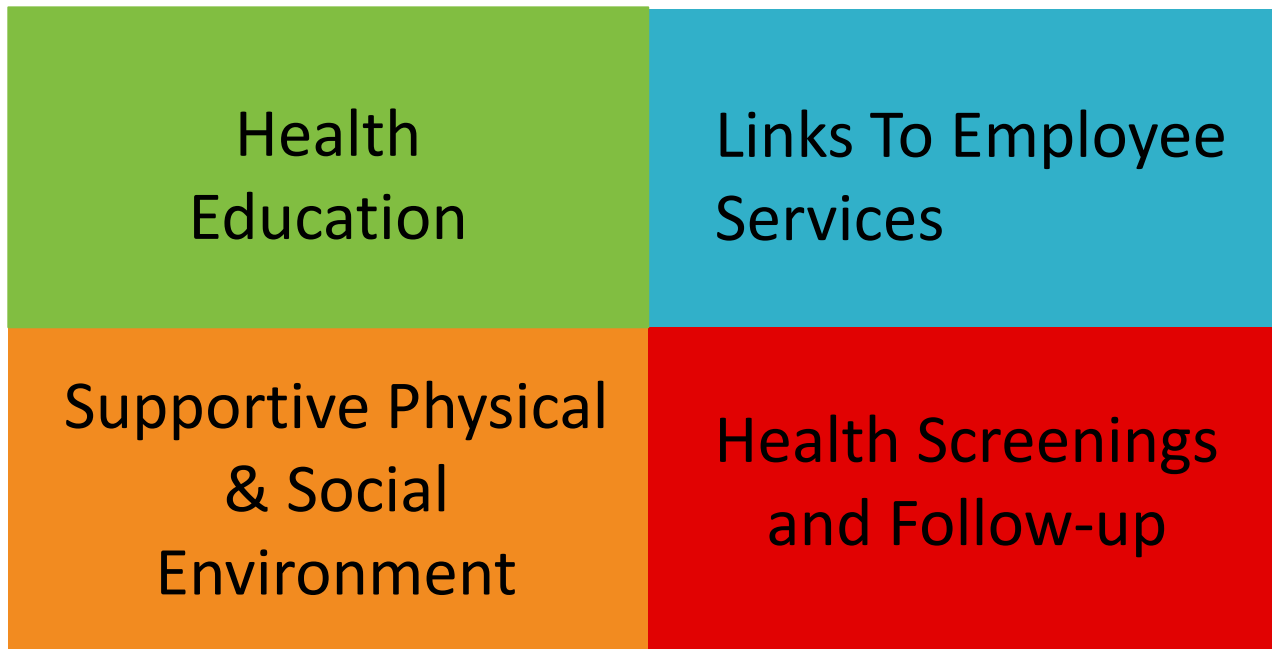 Health
Education
Links To Employee
Services
Supportive Physical
& Social
Environment
Health Screenings
and Follow-up